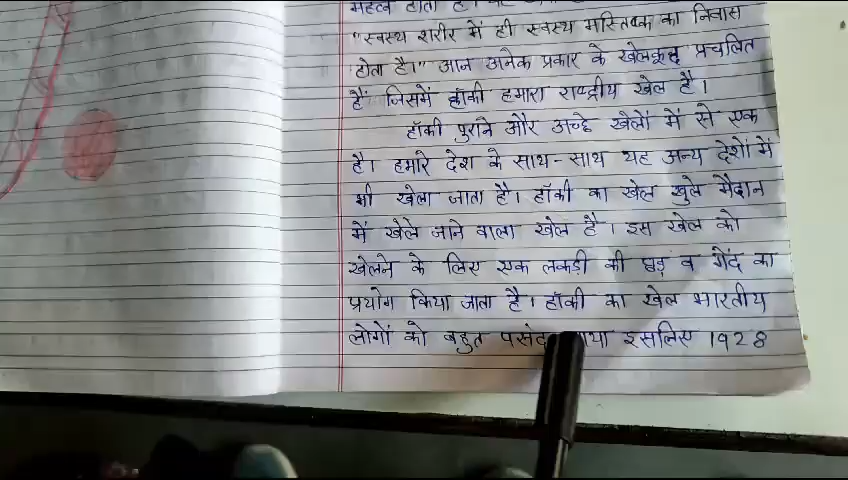 महत्व होता है।
"स्वस्थ शरीर में ही स्वस्थ मस्तिष्क का निवास
होता है।" आज अनेक प्रकार के खेलकूद प्रचलित
हैं जिसमें हॉकी हमारा राष्ट्रीय खेल है।
हॉकी पुराने और अच्छे खेलों में से एक
है। हमारे देश के साथ-साथ यह अन्य देशों में
भी खेला जाता है। हॉकी का खेल खुले मैदान
में खेले जाने वाला खेल है। इस खेल को
खेलने के लिए एक लकड़ी की छड़ व गेंद का
प्रयोग किया जाता है। हॉकी का खेल भारतीय
लोगों को बहुत पसंद इसलिए 1928